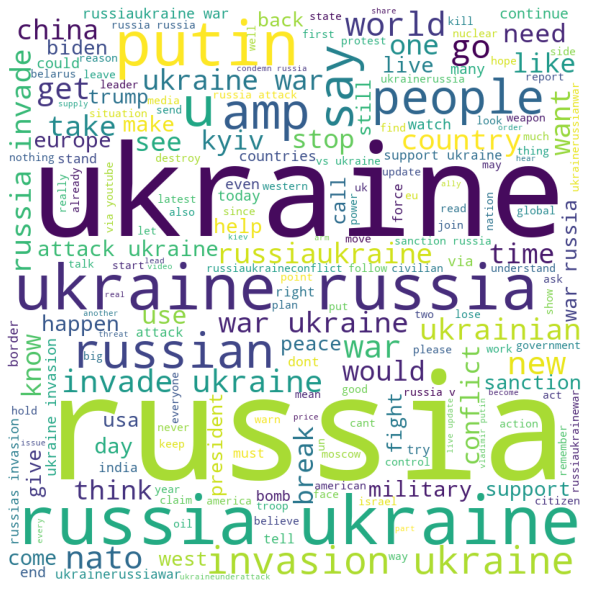 russiaukraine war
state
share
kill
well
back
russia russia
first
protest
nuclear
continue
china
putin
say
world
one
go
need
biden
could
belarus
reason
leader
condemn russia
live
many
hope
report
side
like
trump
leave
get
ukraine war
u
amp
people
supply
media
russia attack
still
ukrainerussia
look
weapon
situation
send
find
order
much
take
make
see
kyiv
stop
watch
country
want
europe
nothing
stand
destroy
countries
vs ukraine
update
support ukraine
thing
hear
may
ukrainerussianwar
russia invade
ukraine
really
already
via youtube
latest
western
even
call
uk
eu
ally
power
force
read
nation
global
also
today
since
join
let
help
attack ukraine
russiaukraine
move
sanction russia
time
via
talk
kiev
arm
start
lead
video
russiaukraineconflict
follow
civilian
understand
ask
war russia
border
another
real
point
right
put
show
plan
two
lose
government
ukraine russia
know
happen
use
war ukraine
ukrainian
threat
attack
peace
dont
please
work
big
russian
war
would
new
ukraine invasion
invade ukraine
conflict
sanction
everyone
good
russia v
become
act
mean
hold
usa
never
price
cant
action
issue
warn
un
try
live update
vladimir putin
russiaukrainewar
russias invasion
give
day
keep
must
president
break
moscow
control
fight
remember
india
american
russia
think
year
bomb
face
military
support
citizen
every
claim
america
troop
israel
oil
believe
russia ukraine
part
come
nato
west
tell
invasion ukraine
way
end
ukrainerussiawar
ukraineunderattack